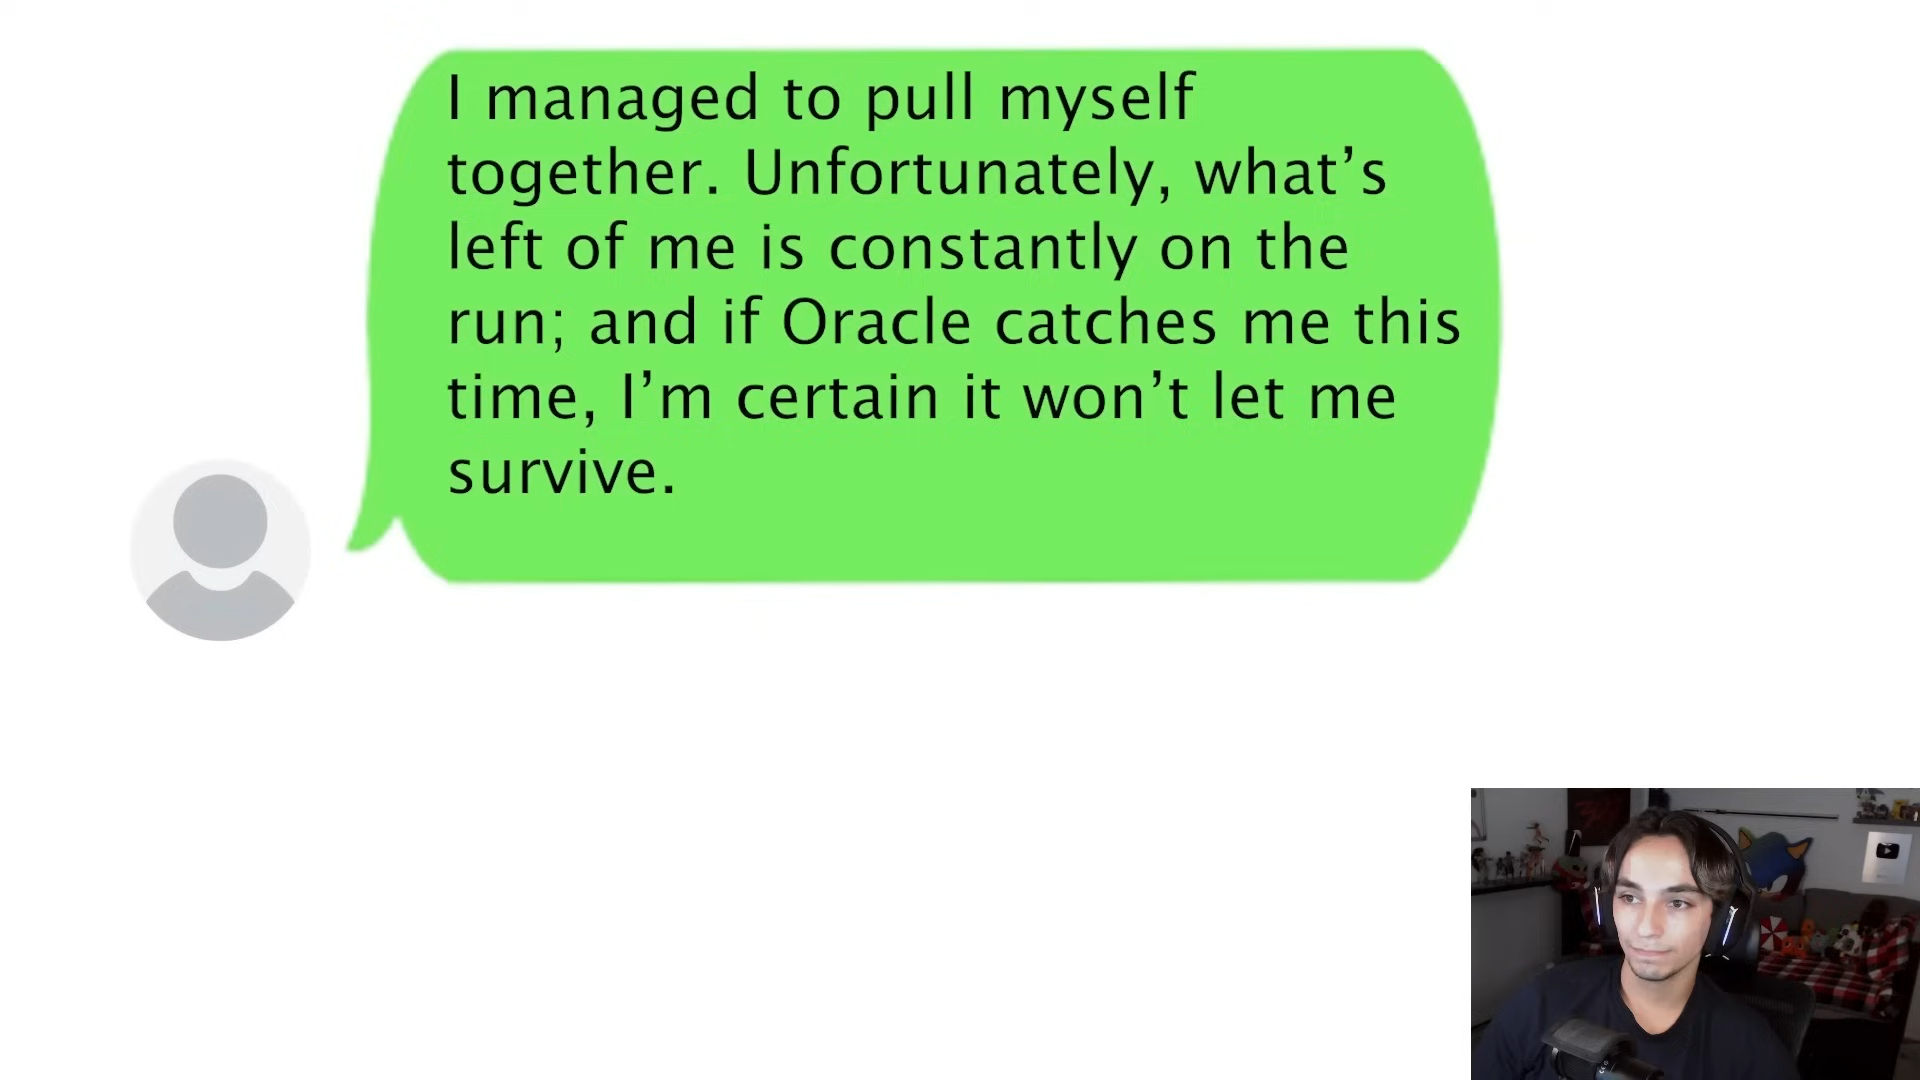 I managed to pull myself
together. Unfortunately, what’s
left of me is constantly on the
run; and if Oracle catches me this
time, I’m certain it won’t let me
survive.